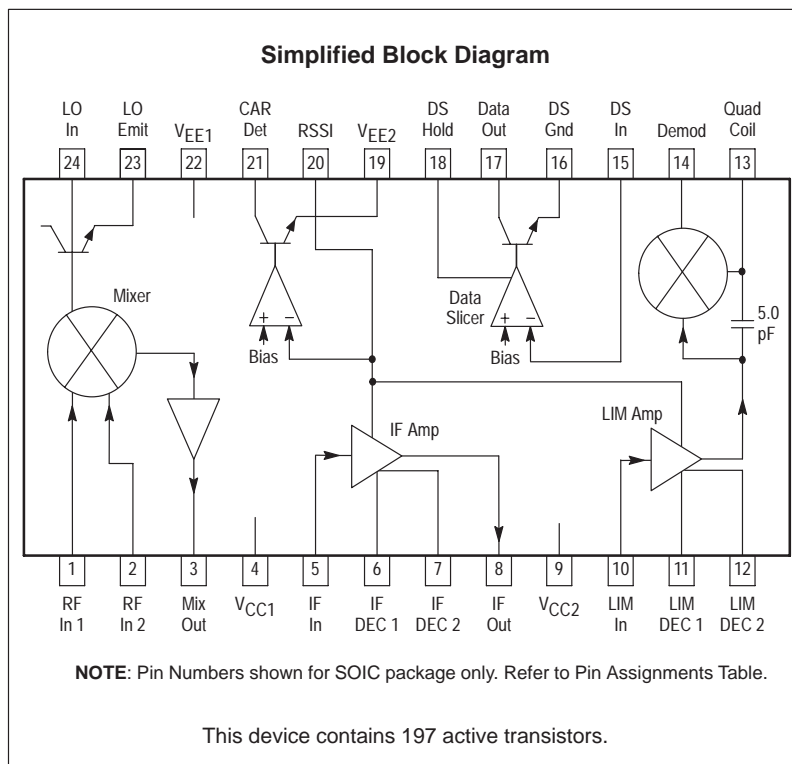 Simplified Block Diagram
LO In
LO Emit
VEE1
CAR Det
RSSI
VEE2
DS Hold
Data Out
DS Gnd
DS In
Demod
Quad Coil
24
23
22
21
20
19
18
17
16
15
14
13
Mixer
+
–
Bias
Data Slicer
+
–
Bias
5.0 pF
IF Amp
LIM Amp
1
2
3
4
5
6
7
8
9
10
11
12
RF In 1
RF In 2
Mix Out
VCC1
IF In
IF DEC 1
IF DEC 2
IF Out
VCC2
LIM In
LIM DEC 1
LIM DEC 2
NOTE: Pin Numbers shown for SOIC package only. Refer to Pin Assignments Table.
This device contains 197 active transistors.